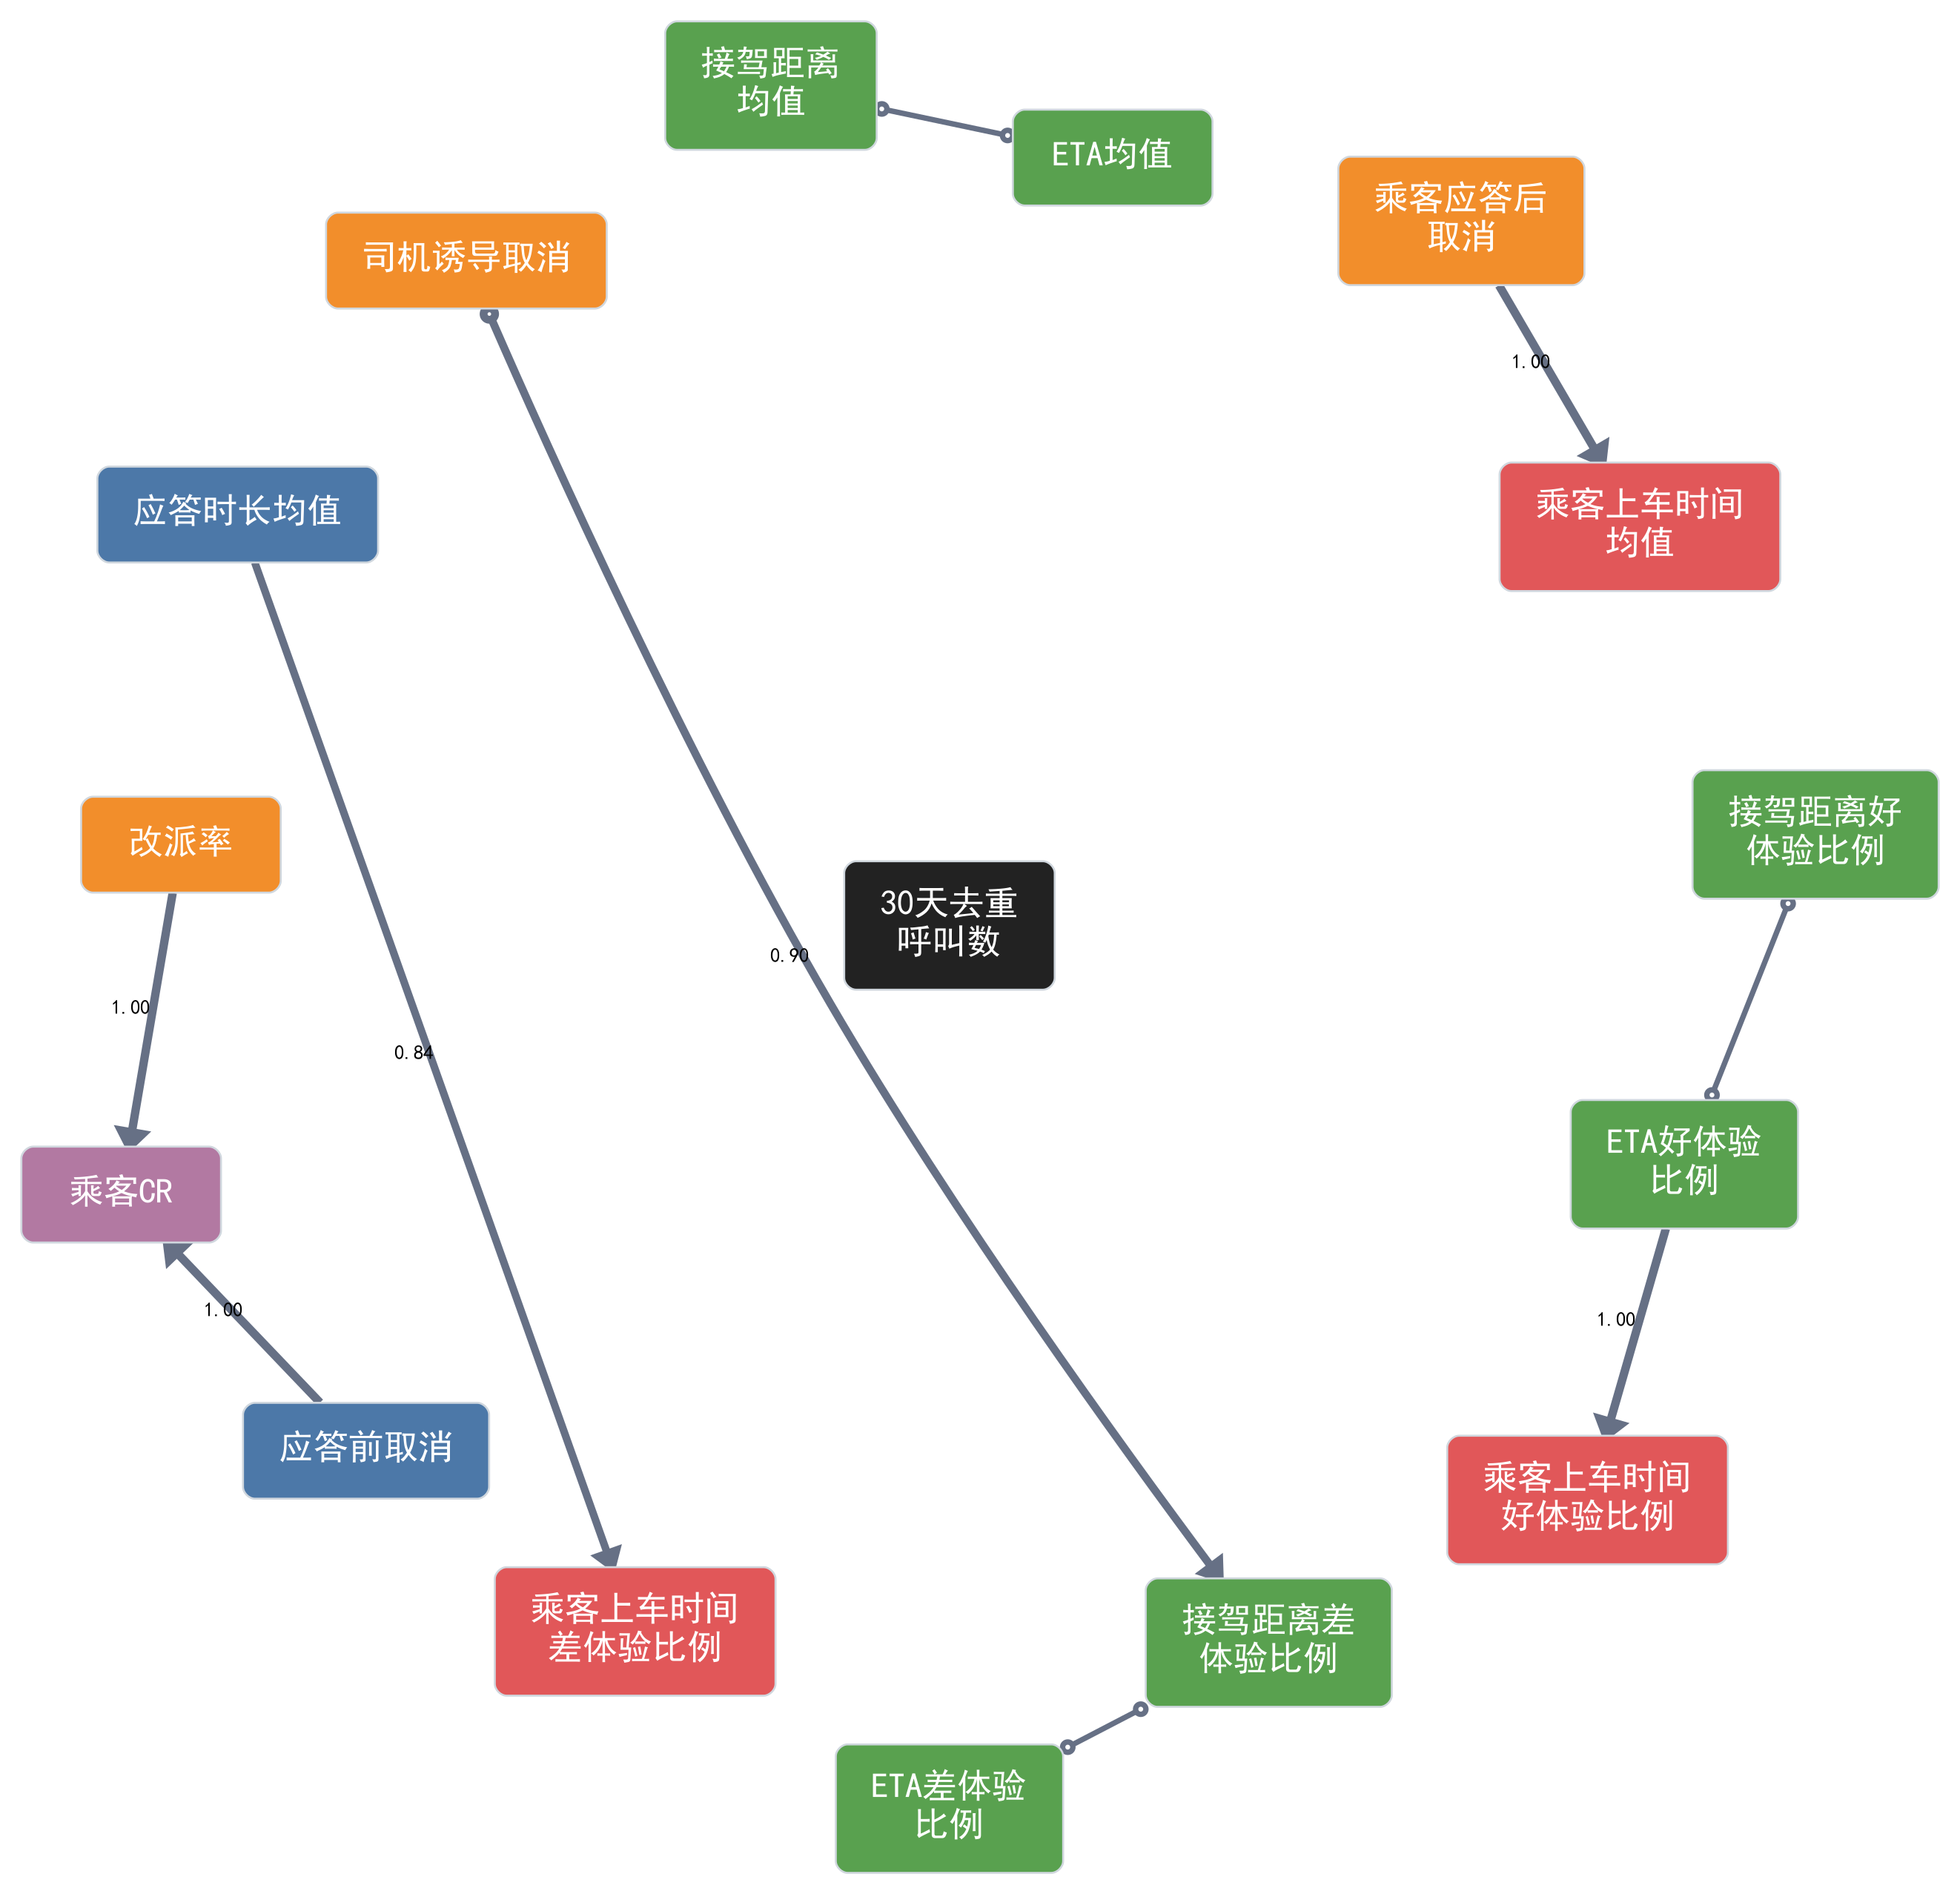 接驾距离
均值
ETA均值
乘客应答后
取消
司机诱导取消
1.00
应答时长均值
乘客上车时间
均值
改派率
接驾距离好
体验比例
30天去重
呼叫数
0.90
1.00
0.84
ETA好体验
比例
乘客CR
1.00
1.00
应答前取消
乘客上车时间
好体验比例
乘客上车时间
差体验比例
接驾距离差
体验比例
ETA差体验
比例